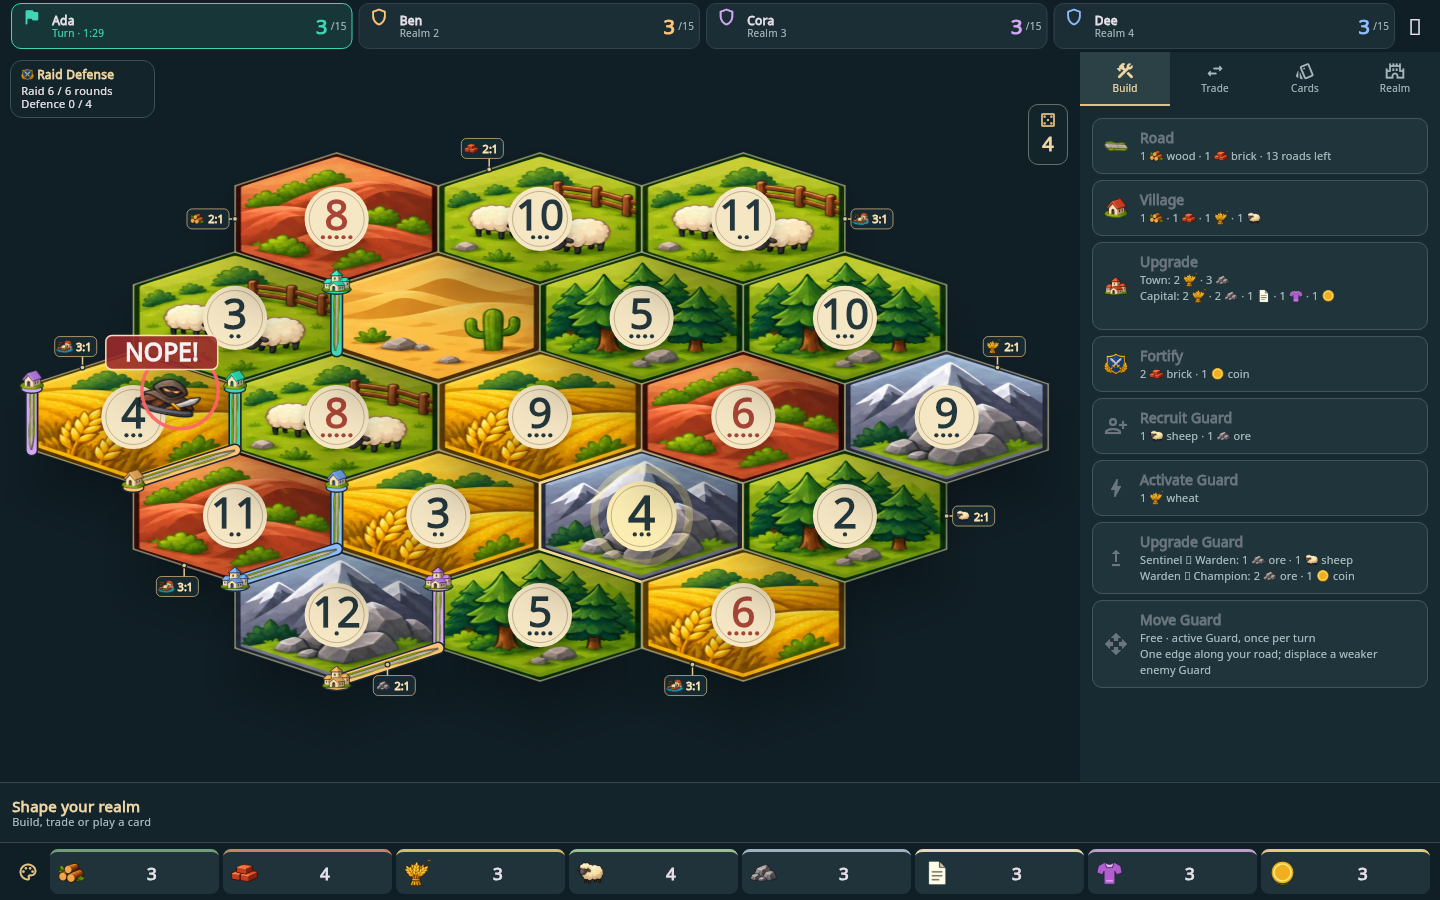 Ada
Turn · 1:29
3 /15
Ben
Realm 2
3 /15
Cora
Realm 3
3 /15
Dee
Realm 4
3 /15
Raid Defense
Raid 6 / 6 rounds
Defence 0 / 4
4
Build
Trade
Cards
Realm
2:1
2:1
8
10
11
3:1
3
5
10
3:1
NOPE!
2:1
4
8
9
6
9
11
3
4
2
2:1
3:1
12
5
6
2:1
3:1
Road
1 wood · 1 brick · 13 roads left
Village
1 · 1 · 1 · 1
Upgrade
Town: 2 · 3
Capital: 2 · 2 · 1 · 1 · 1
Fortify
2 brick · 1 coin
Recruit Guard
1 sheep · 1 ore
Activate Guard
1 wheat
Upgrade Guard
Sentinel ▯ Warden: 1 ore · 1 sheep
Warden ▯ Champion: 2 ore · 1 coin
Move Guard
Free · active Guard, once per turn
One edge along your road; displace a weaker
enemy Guard
Shape your realm
Build, trade or play a card
3
4
3
4
3
3
3
3